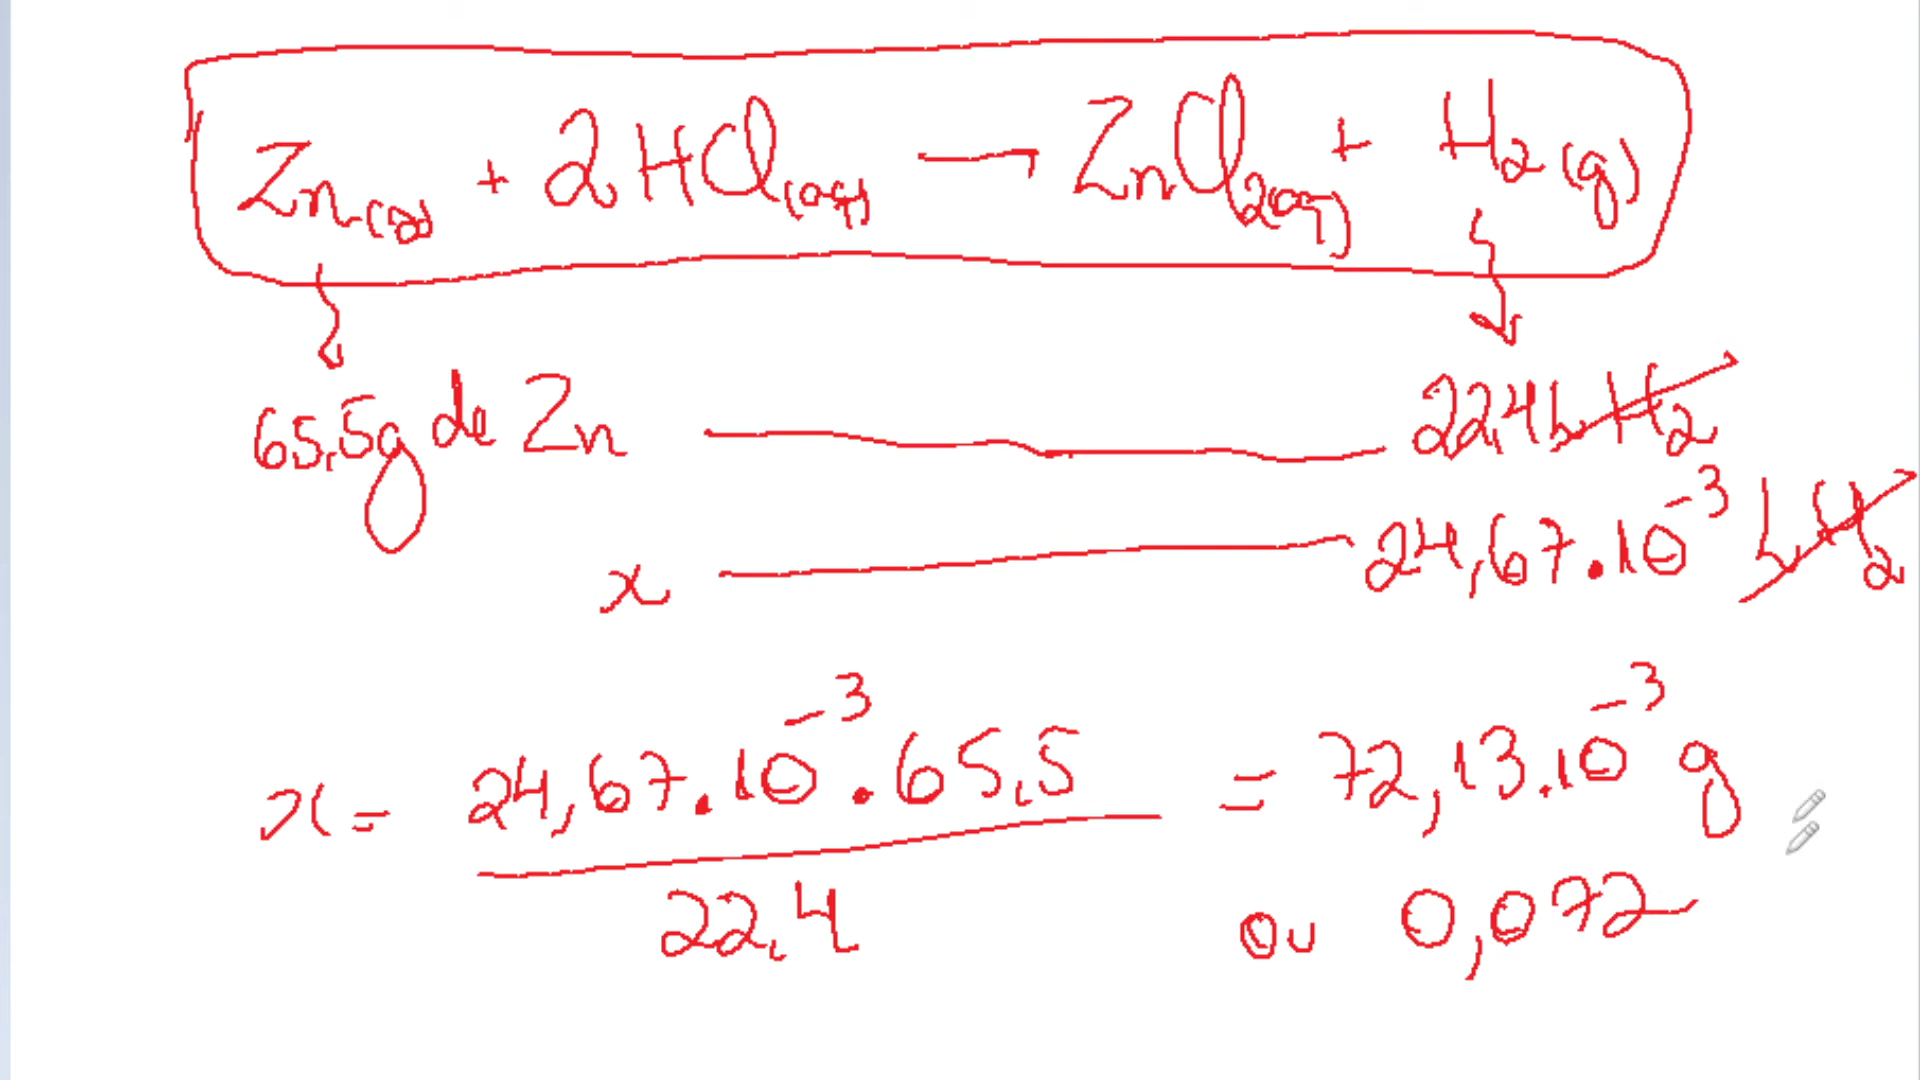 Zn(s) + 2HCl(aq) → ZnCl2(aq) + H2(g)
65,5g de Zn — 22,4L H2
x — 24,67.10⁻³ L H2
x = 24,67.10⁻³.65,5 / 22,4 = 72,13.10⁻³ g
ou 0,072